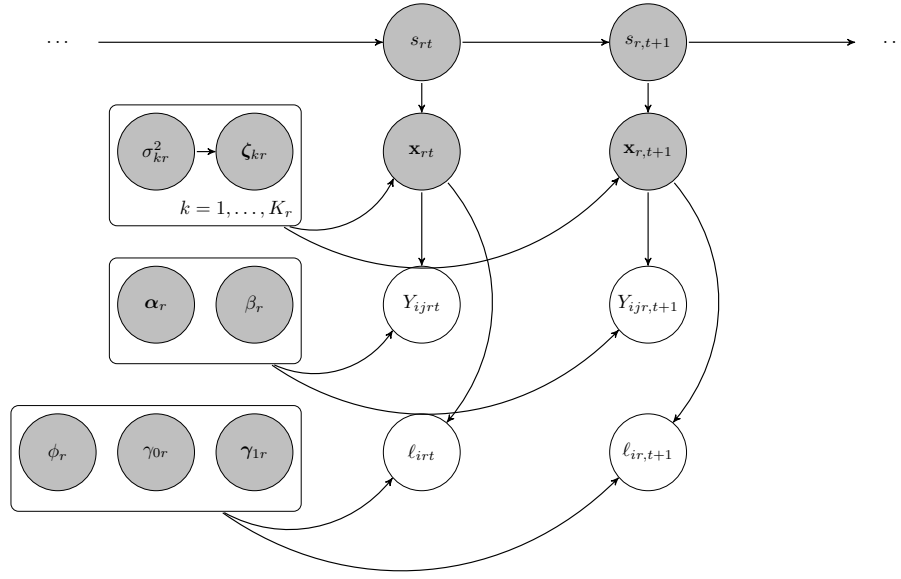 … s_{rt} s_{r,t+1} ‥
σ²_{kr} ζ_{kr} x_{rt} x_{r,t+1}
k = 1, …, K_r
α_r β_r Y_{ijrt} Y_{ijr,t+1}
ϕ_r γ_{0r} γ_{1r} ℓ_{irt} ℓ_{ir,t+1}